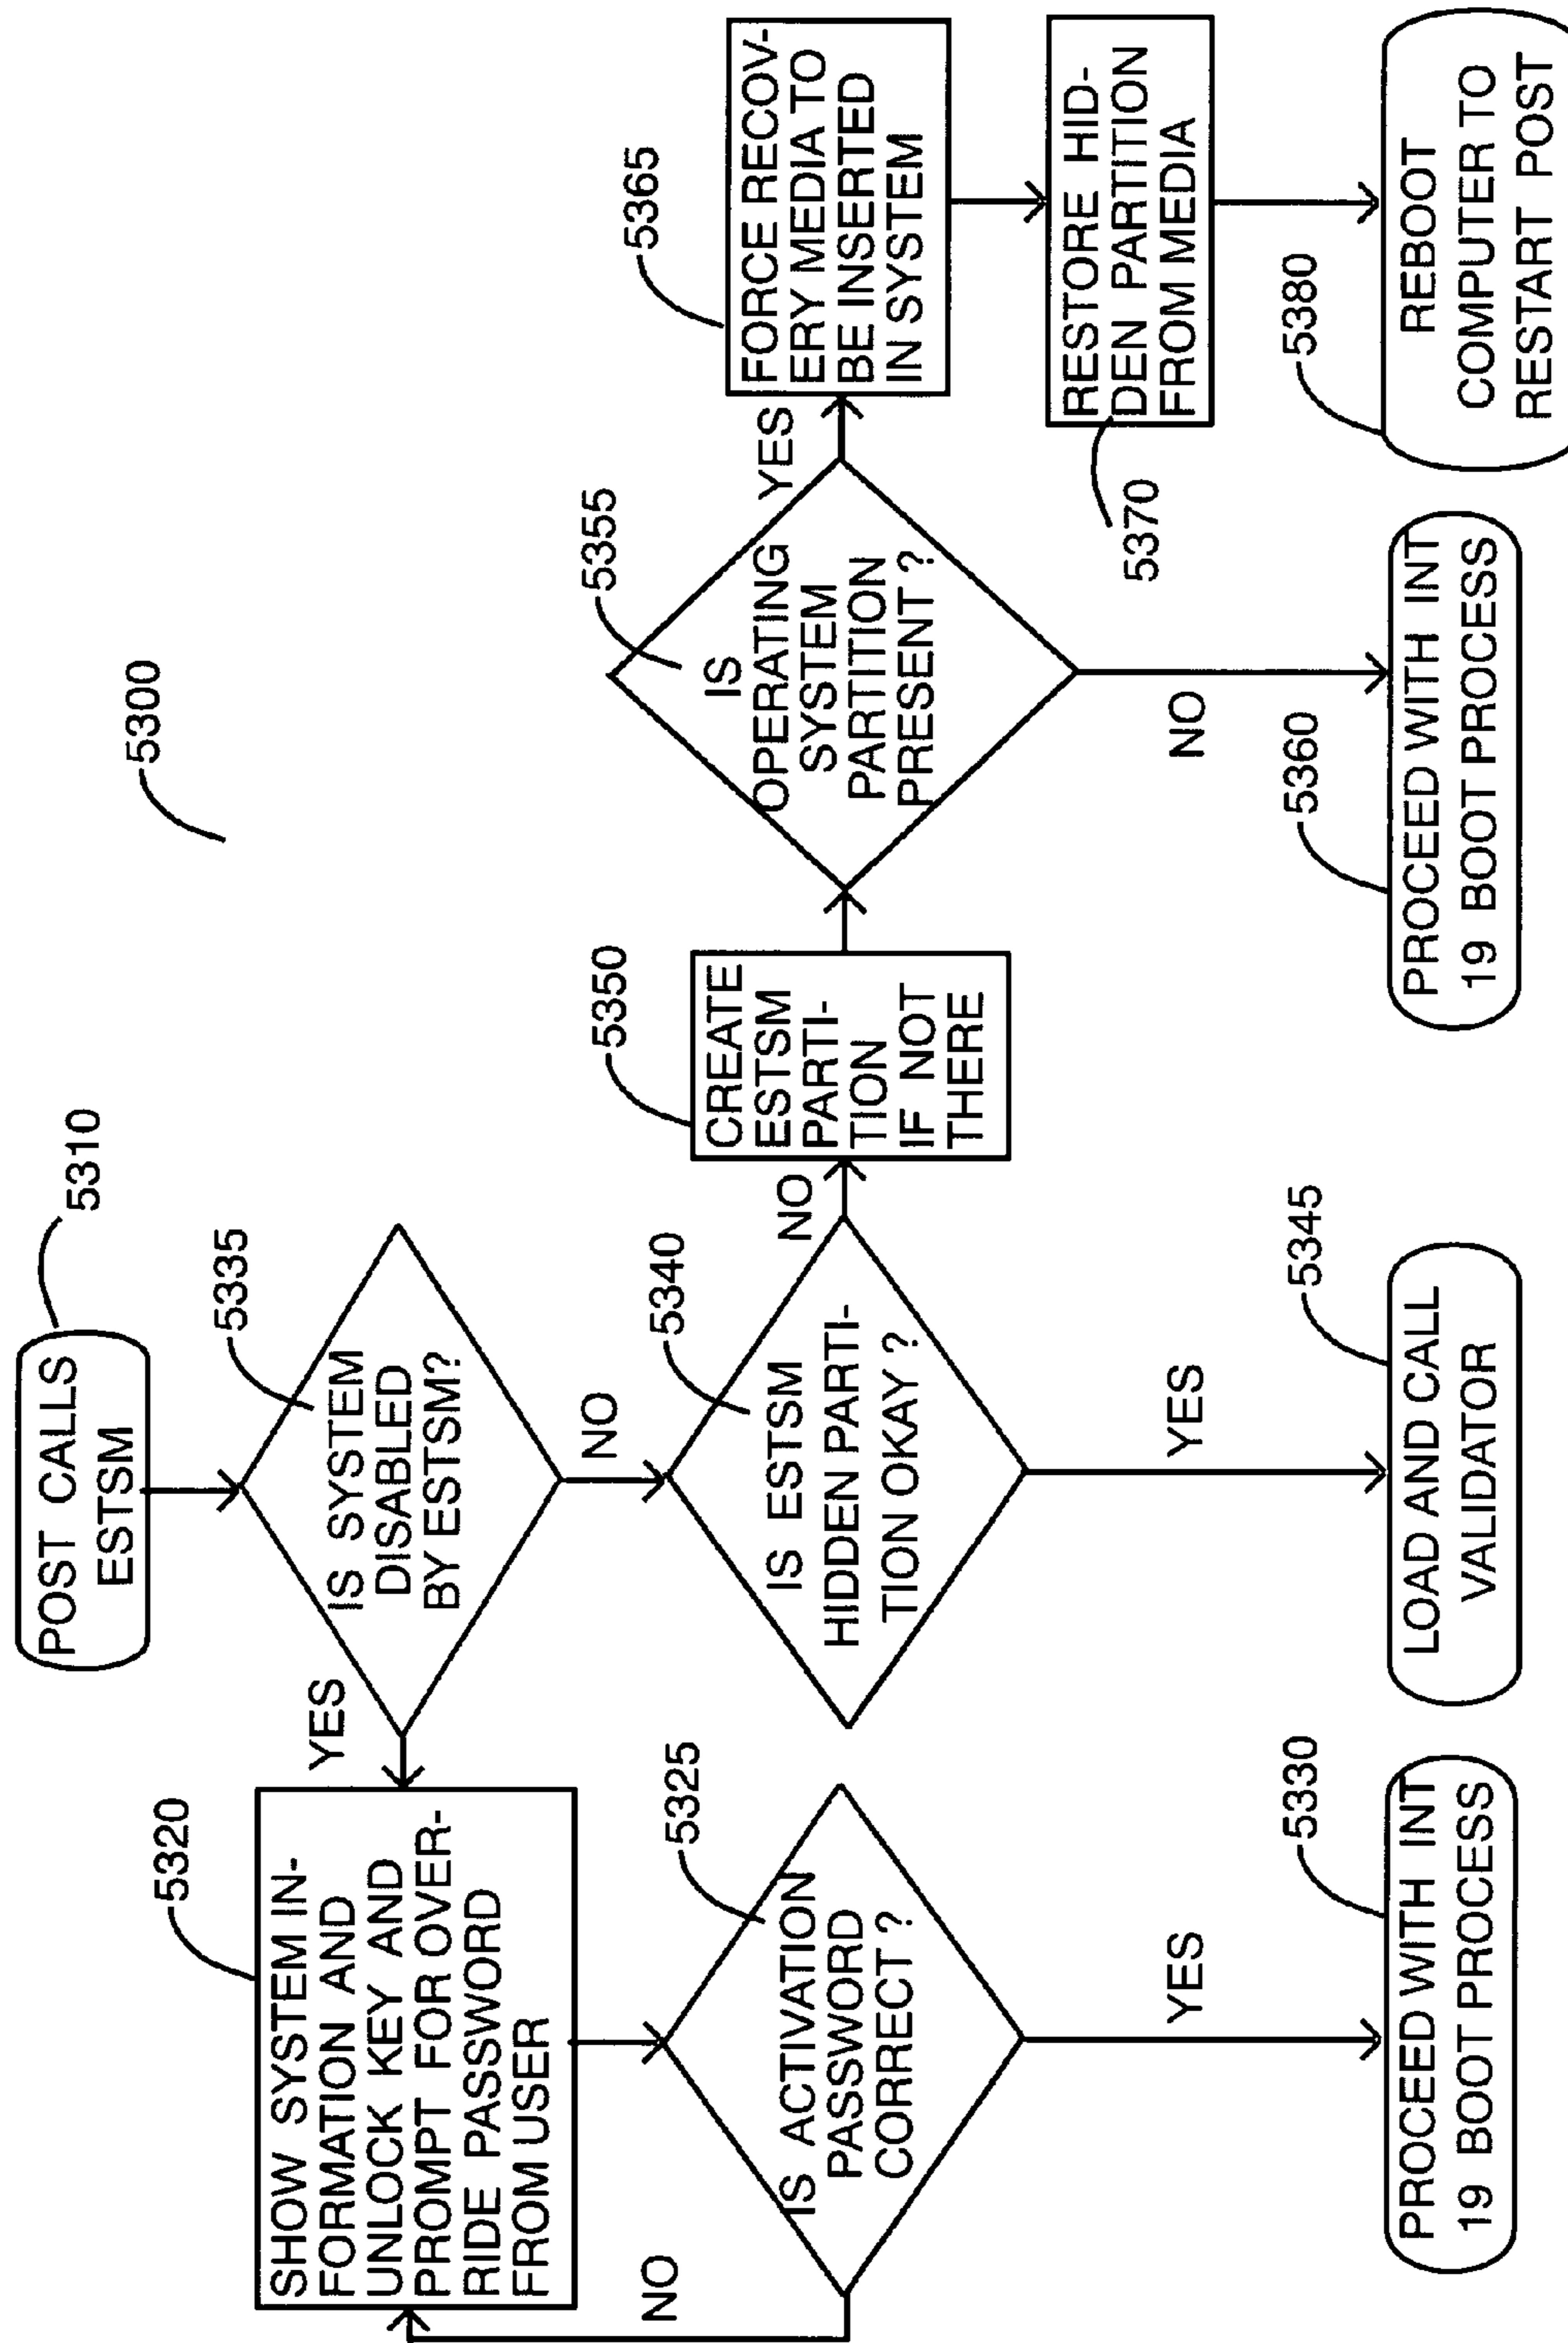 5300
POST CALLS
ESTSM
5310
IS SYSTEM
DISABLED
BY ESTSM?
5335
YES
NO
5320
SHOW SYSTEM IN-
FORMATION AND
UNLOCK KEY AND
PROMPT FOR OVER-
RIDE PASSWORD
FROM USER
5325
IS ACTIVATION
PASSWORD
CORRECT ?
NO
YES
5330
PROCEED WITH INT
19 BOOT PROCESS
5340
IS ESTSM
HIDDEN PARTI-
TION OKAY ?
NO
YES
5345
LOAD AND CALL
VALIDATOR
5350
CREATE
ESTSM
PARTI-
TION
IF NOT
THERE
5355
IS
OPERATING
SYSTEM
PARTITION
PRESENT ?
YES
NO
5360
PROCEED WITH INT
19 BOOT PROCESS
5365
FORCE RECOV-
ERY MEDIA TO
BE INSERTED
IN SYSTEM
5370
RESTORE HID-
DEN PARTITION
FROM MEDIA
5380
REBOOT
COMPUTER TO
RESTART POST